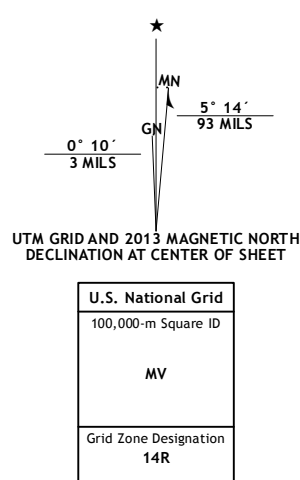 ★
MN
5° 14´
93 MILS
GN
0° 10´
3 MILS
UTM GRID AND 2013 MAGNETIC NORTH
DECLINATION AT CENTER OF SHEET
U.S. National Grid
100,000-m Square ID
MV
Grid Zone Designation
14R